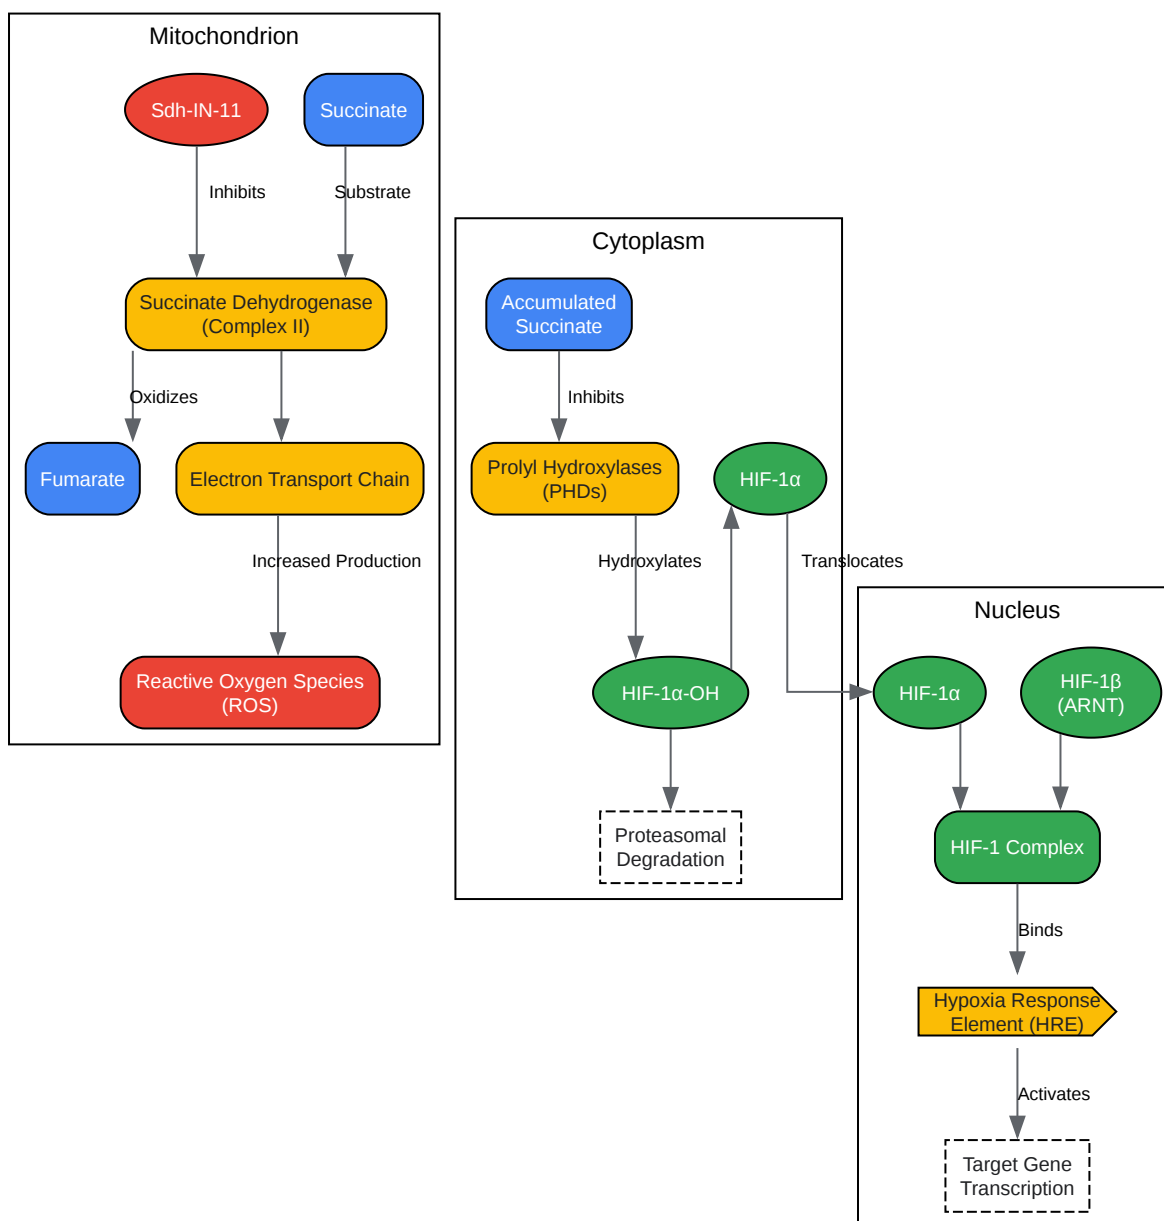 Mitochondrion
Sdh-IN-11
Succinate
Inhibits
Substrate
Succinate Dehydrogenase
(Complex II)
Oxidizes
Fumarate
Electron Transport Chain
Increased Production
Reactive Oxygen Species
(ROS)
Cytoplasm
Accumulated
Succinate
Inhibits
Prolyl Hydroxylases
(PHDs)
HIF-1α
Hydroxylates
Translocates
HIF-1α-OH
Proteasomal
Degradation
Nucleus
HIF-1α
HIF-1β
(ARNT)
HIF-1 Complex
Binds
Hypoxia Response
Element (HRE)
Activates
Target Gene
Transcription